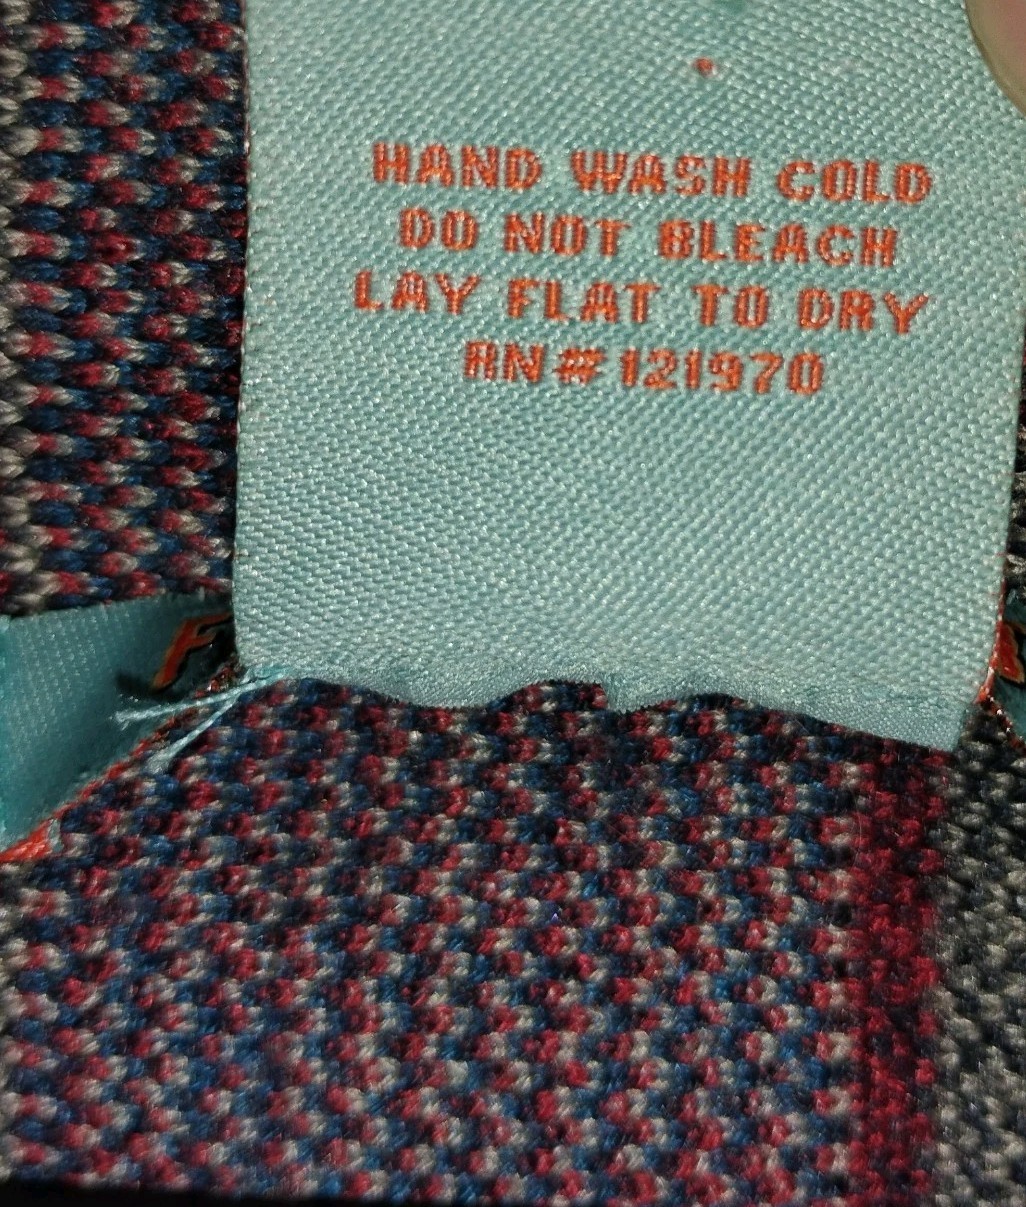 HAND WASH COLD
DO NOT BLEACH
LAY FLAT TO DRY
RN#121970
F